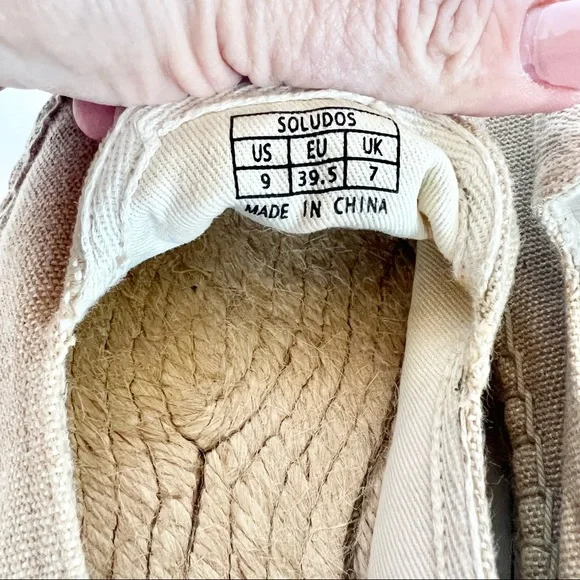 SOLUDOS
US EU UK
9 39.5 7
MADE IN CHINA